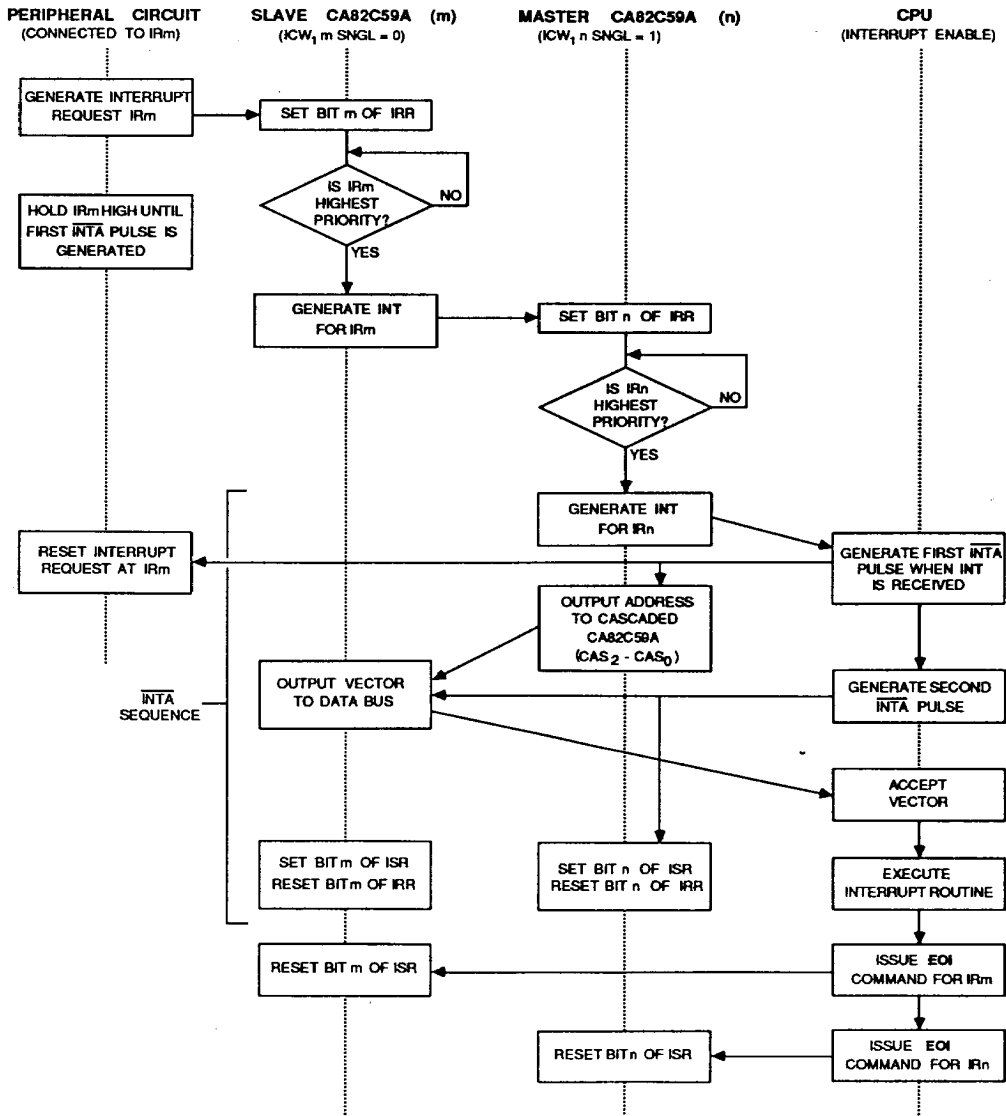 PERIPHERAL CIRCUIT
(CONNECTED TO IRm)
SLAVE CA82C59A (m)
(ICW1 m SNGL = 0)
MASTER CA82C59A (n)
(ICW1 n SNGL = 1)
CPU
(INTERRUPT ENABLE)
GENERATE INTERRUPT
REQUEST IRm
SET BIT m OF IRR
IS IRm
HIGHEST
PRIORITY?
NO
YES
HOLD IRm HIGH UNTIL
FIRST INTA PULSE IS
GENERATED
GENERATE INT
FOR IRm
SET BIT n OF IRR
IS IRn
HIGHEST
PRIORITY?
NO
YES
GENERATE INT
FOR IRn
RESET INTERRUPT
REQUEST AT IRm
GENERATE FIRST INTA
PULSE WHEN INT
IS RECEIVED
OUTPUT ADDRESS
TO CASCADED
CA82C59A
(CAS2 - CAS0)
OUTPUT VECTOR
TO DATA BUS
GENERATE SECOND
INTA PULSE
INTA
SEQUENCE
ACCEPT
VECTOR
SET BIT m OF ISR
RESET BIT m OF IRR
SET BIT n OF ISR
RESET BIT n OF IRR
EXECUTE
INTERRUPT ROUTINE
RESET BIT m OF ISR
ISSUE EOI
COMMAND FOR IRm
RESET BIT n OF ISR
ISSUE EOI
COMMAND FOR IRn